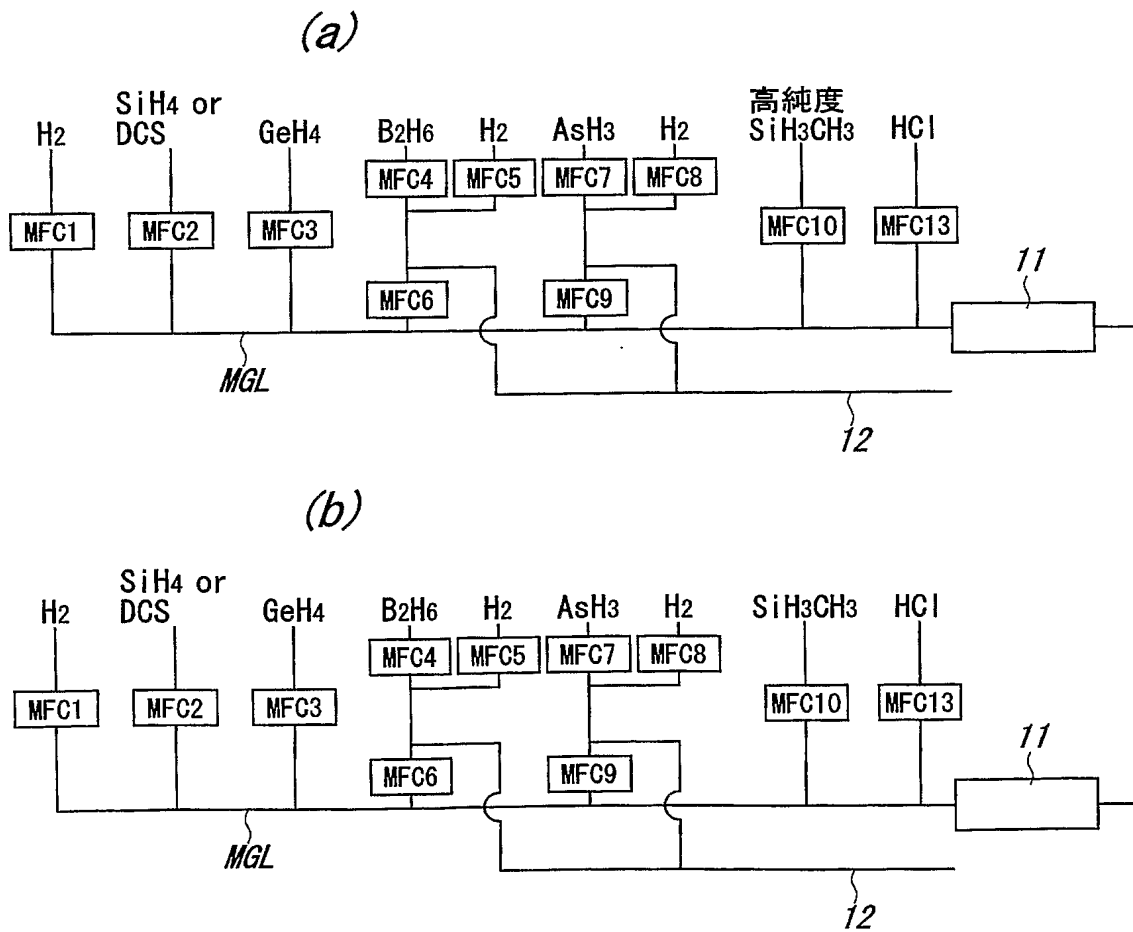 (a)
SiH4 or
DCS
H2
GeH4
B2H6
H2
AsH3
H2
高純度
SiH3CH3
HCl
MFC4
MFC5
MFC7
MFC8
MFC1
MFC2
MFC3
MFC10
MFC13
MFC6
MFC9
11
MGL
12
(b)
SiH4 or
DCS
H2
GeH4
B2H6
H2
AsH3
H2
SiH3CH3
HCl
MFC4
MFC5
MFC7
MFC8
MFC1
MFC2
MFC3
MFC10
MFC13
MFC6
MFC9
11
MGL
12